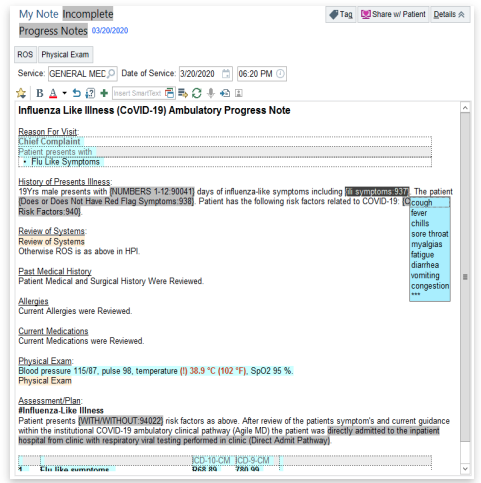 My Note Incomplete
Tag Share w/ Patient Details
Progress Notes 03/20/2020
ROS Physical Exam
Service: GENERAL MED Date of Service: 3/20/2020 06:20 PM
B A Insert SmartText
Influenza Like Illness (CoVID-19) Ambulatory Progress Note
Reason For Visit:
Chief Complaint
Patient presents with
• Flu Like Symptoms
History of Presents Illness:
19Yrs male presents with {NUMBERS 1-12:90041} days of influenza-like symptoms including {ili symptoms:937}. The patient
{Does or Does Not Have Red Flag Symptoms:938}. Patient has the following risk factors related to COVID-19: {C
Risk Factors:940}.
cough
fever
chills
sore throat
myalgias
fatigue
diarrhea
vomiting
congestion
***
Review of Systems:
Review of Systems
Otherwise ROS is as above in HPI.
Past Medical History
Patient Medical and Surgical History Were Reviewed.
Allergies
Current Allergies were Reviewed.
Current Medications
Current Medications were Reviewed.
Physical Exam:
Blood pressure 115/87, pulse 98, temperature (!) 38.9 °C (102 °F), SpO2 95 %.
Physical Exam
Assessment/Plan:
#Influenza-Like Illness
Patient presents {WITH/WITHOUT:94022} risk factors as above. After review of the patients symptom's and current guidance
within the institutional COVID-19 ambulatory clinical pathway (Agile MD) the patient was directly admitted to the inpatient
hospital from clinic with respiratory viral testing performed in clinic (Direct Admit Pathway).
ICD-10-CM ICD-9-CM
1. Flu like symptoms R68.89 780.99